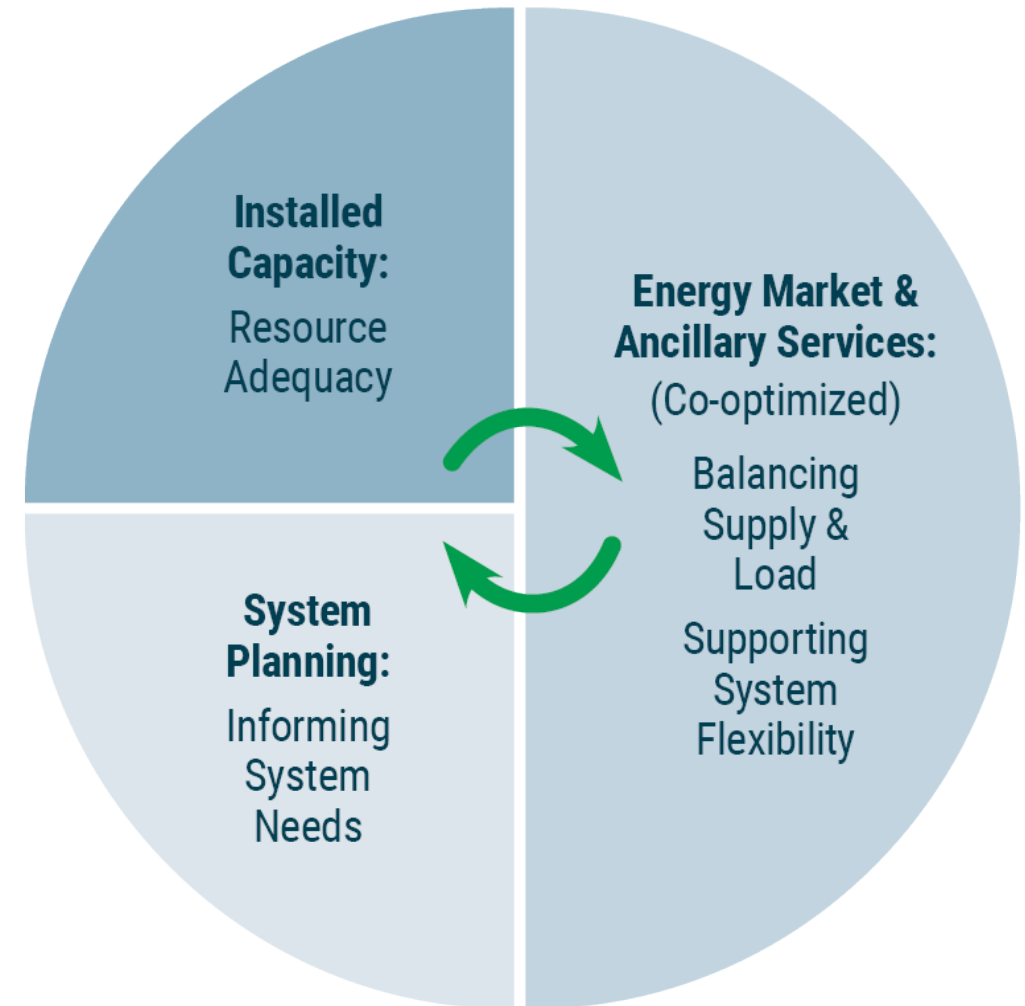 Installed
Capacity:
Resource
Adequacy
Energy Market &
Ancillary Services:
(Co-optimized)
Balancing
Supply &
Load
Supporting
System
Flexibility
System
Planning:
Informing
System
Needs